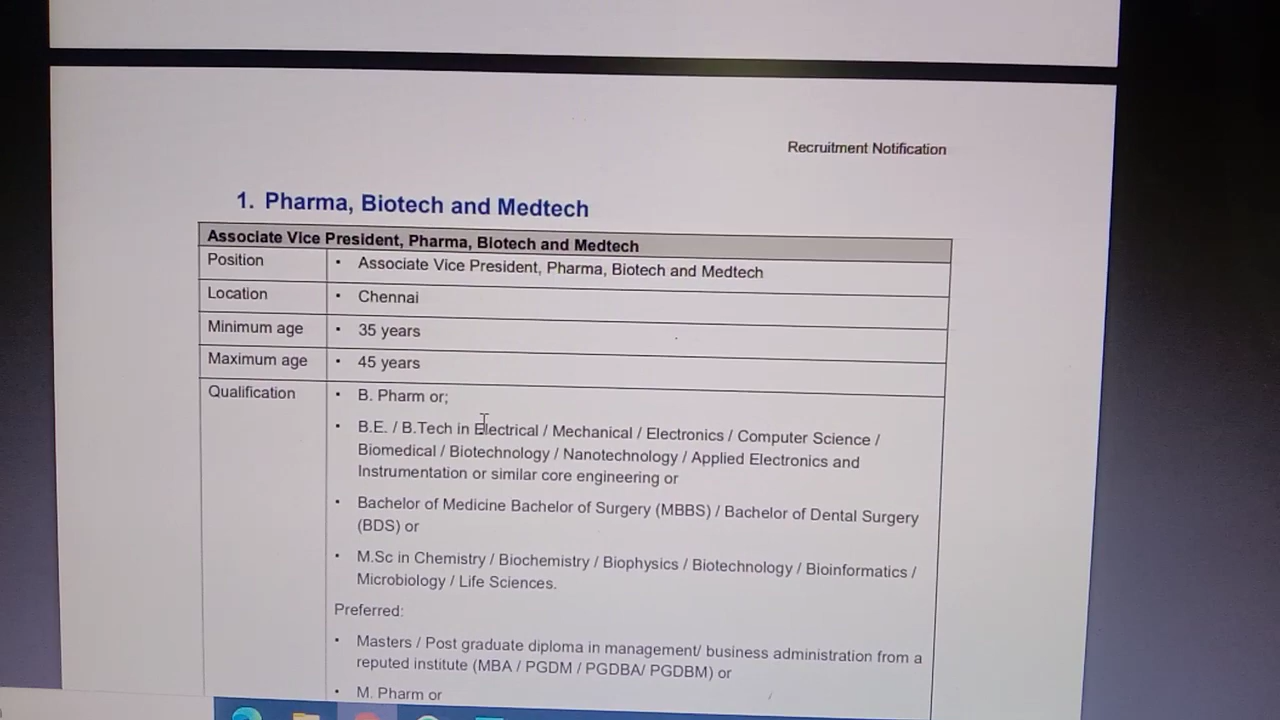 Recruitment Notification
1. Pharma, Biotech and Medtech
Associate Vice President, Pharma, Biotech and Medtech
Position • Associate Vice President, Pharma, Biotech and Medtech
Location • Chennai
Minimum age • 35 years
Maximum age • 45 years
Qualification • B. Pharm or;
• B.E. / B.Tech in Electrical / Mechanical / Electronics / Computer Science /
Biomedical / Biotechnology / Nanotechnology / Applied Electronics and
Instrumentation or similar core engineering or
• Bachelor of Medicine Bachelor of Surgery (MBBS) / Bachelor of Dental Surgery
(BDS) or
• M.Sc in Chemistry / Biochemistry / Biophysics / Biotechnology / Bioinformatics /
Microbiology / Life Sciences.
Preferred:
• Masters / Post graduate diploma in management/ business administration from a
reputed institute (MBA / PGDM / PGDBA/ PGDBM) or
• M. Pharm or